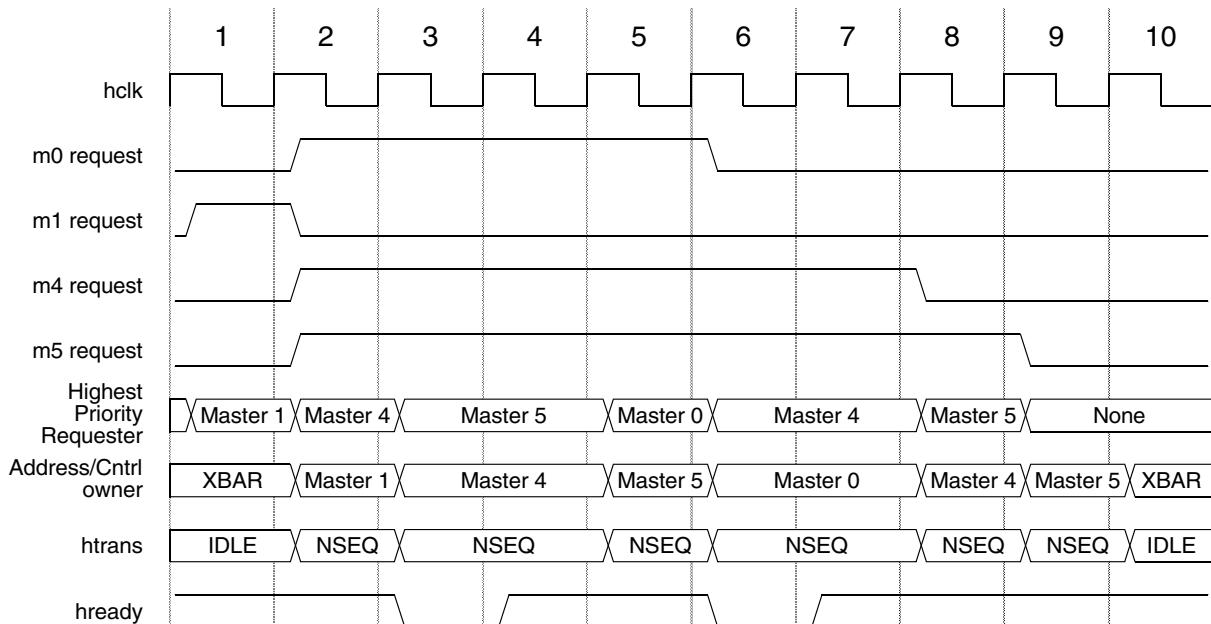 1 2 3 4 5 6 7 8 9 10
hclk
m0 request
m1 request
m4 request
m5 request
Highest
Priority
Requester
Master 1 Master 4 Master 5 Master 0 Master 4 Master 5 None
Address/Cntrl
owner
XBAR Master 1 Master 4 Master 5 Master 0 Master 4 Master 5 XBAR
htrans IDLE NSEQ NSEQ NSEQ NSEQ NSEQ NSEQ IDLE
hready